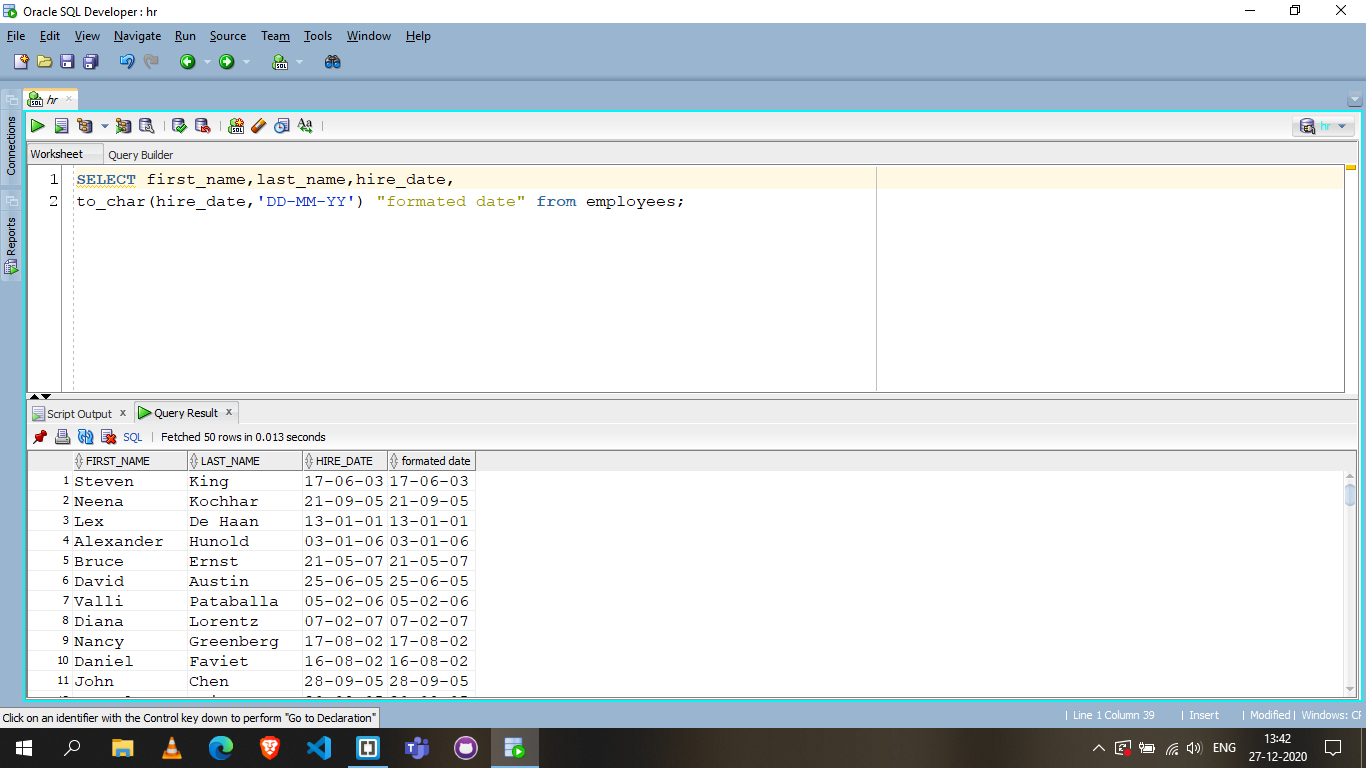 Oracle SQL Developer : hr
File Edit View Navigate Run Source Team Tools Window Help
hr
Connections
Reports
hr
Worksheet Query Builder
1 SELECT first_name,last_name,hire_date,
2 to_char(hire_date,'DD-MM-YY') "formated date" from employees;
Script Output x Query Result x
SQL | Fetched 50 rows in 0.013 seconds
FIRST_NAME LAST_NAME HIRE_DATE formated date
1 Steven King 17-06-03 17-06-03
2 Neena Kochhar 21-09-05 21-09-05
3 Lex De Haan 13-01-01 13-01-01
4 Alexander Hunold 03-01-06 03-01-06
5 Bruce Ernst 21-05-07 21-05-07
6 David Austin 25-06-05 25-06-05
7 Valli Pataballa 05-02-06 05-02-06
8 Diana Lorentz 07-02-07 07-02-07
9 Nancy Greenberg 17-08-02 17-08-02
10 Daniel Faviet 16-08-02 16-08-02
11 John Chen 28-09-05 28-09-05
Click on an identifier with the Control key down to perform "Go to Declaration"
| Line 1 Column 39 | Insert | Modified | Windows: CF
ENG
13:42
27-12-2020